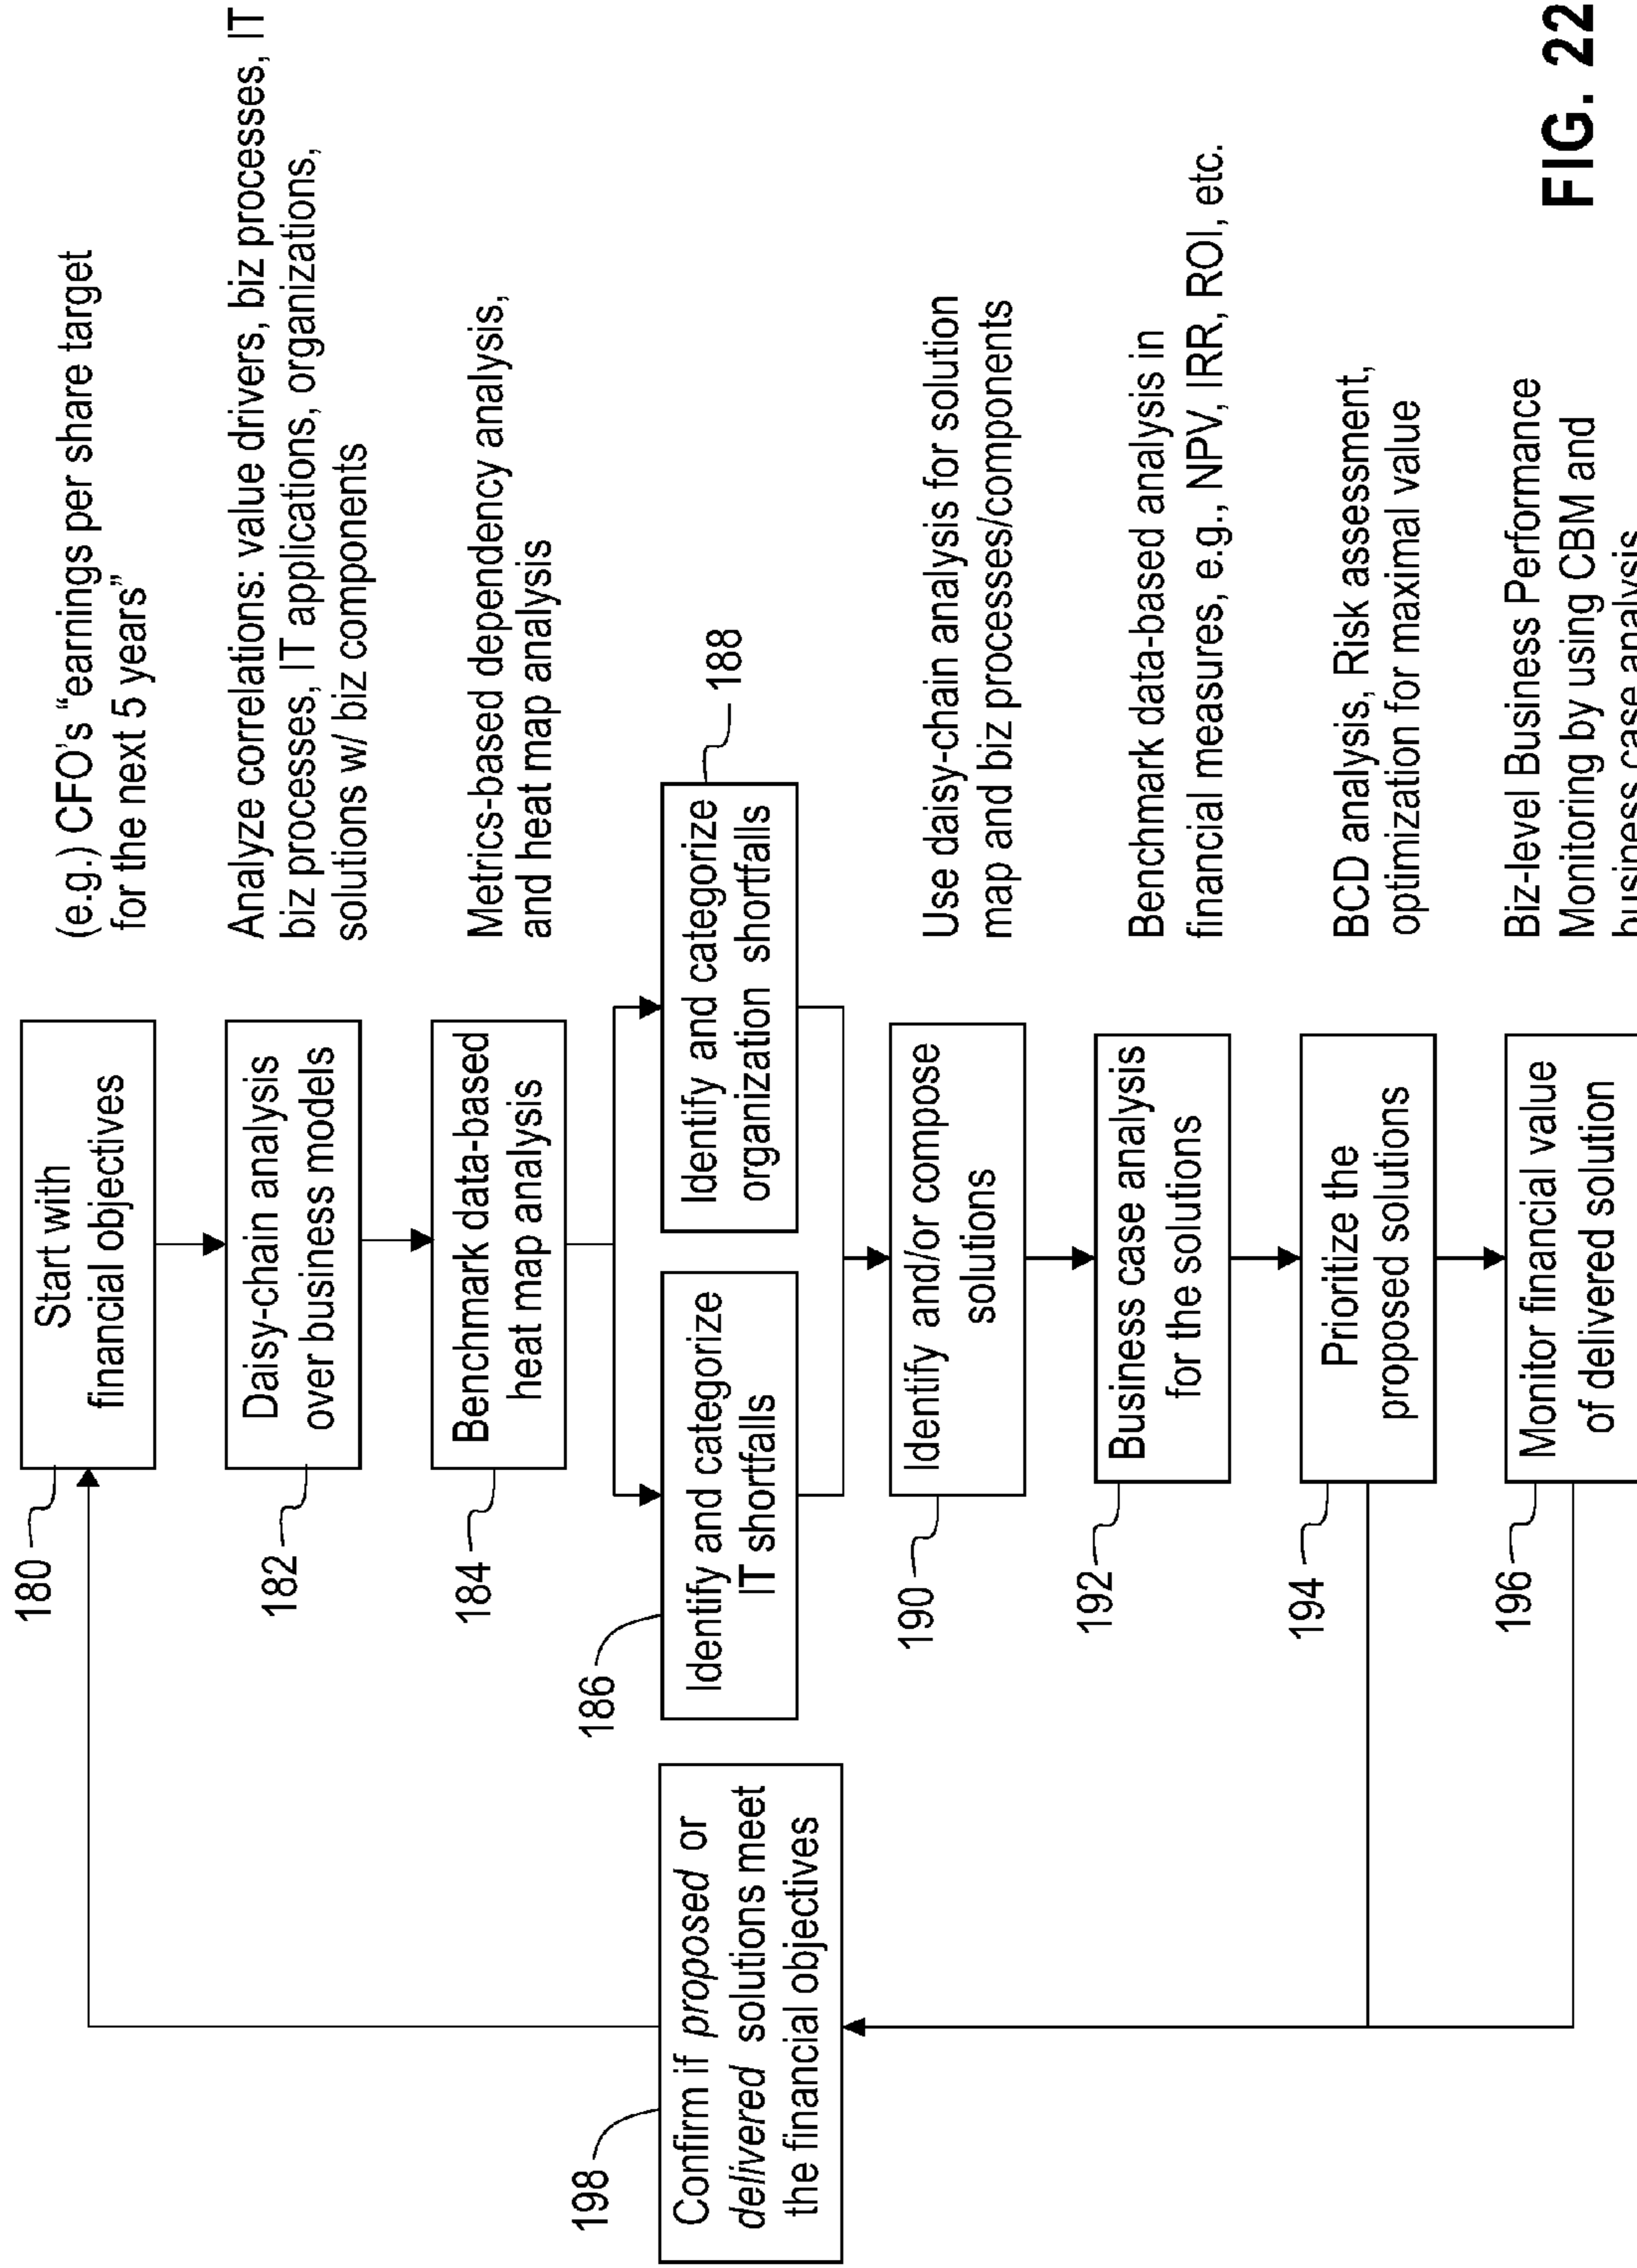 180
Start with
financial objectives
(e.g.) CFO's “earnings per share target
for the next 5 years”
182
Daisy-chain analysis
over business models
Analyze correlations: value drivers, biz processes, IT
biz processes, IT applications, organizations,
solutions w/ biz components
184
Benchmark data-based
heat map analysis
Metrics-based dependency analysis,
and heat map analysis
198
Confirm if proposed or
delivered solutions meet
the financial objectives
186
Identify and categorize
IT shortfalls
Identify and categorize
organization shortfalls
188
190
Identify and/or compose
solutions
Use daisy-chain analysis for solution
map and biz processes/components
192
Business case analysis
for the solutions
Benchmark data-based analysis in
financial measures, e.g., NPV, IRR, ROI, etc.
194
Prioritize the
proposed solutions
BCD analysis, Risk assessment,
optimization for maximal value
196
Monitor financial value
of delivered solution
Biz-level Business Performance
Monitoring by using CBM and
business case analysis
FIG. 22